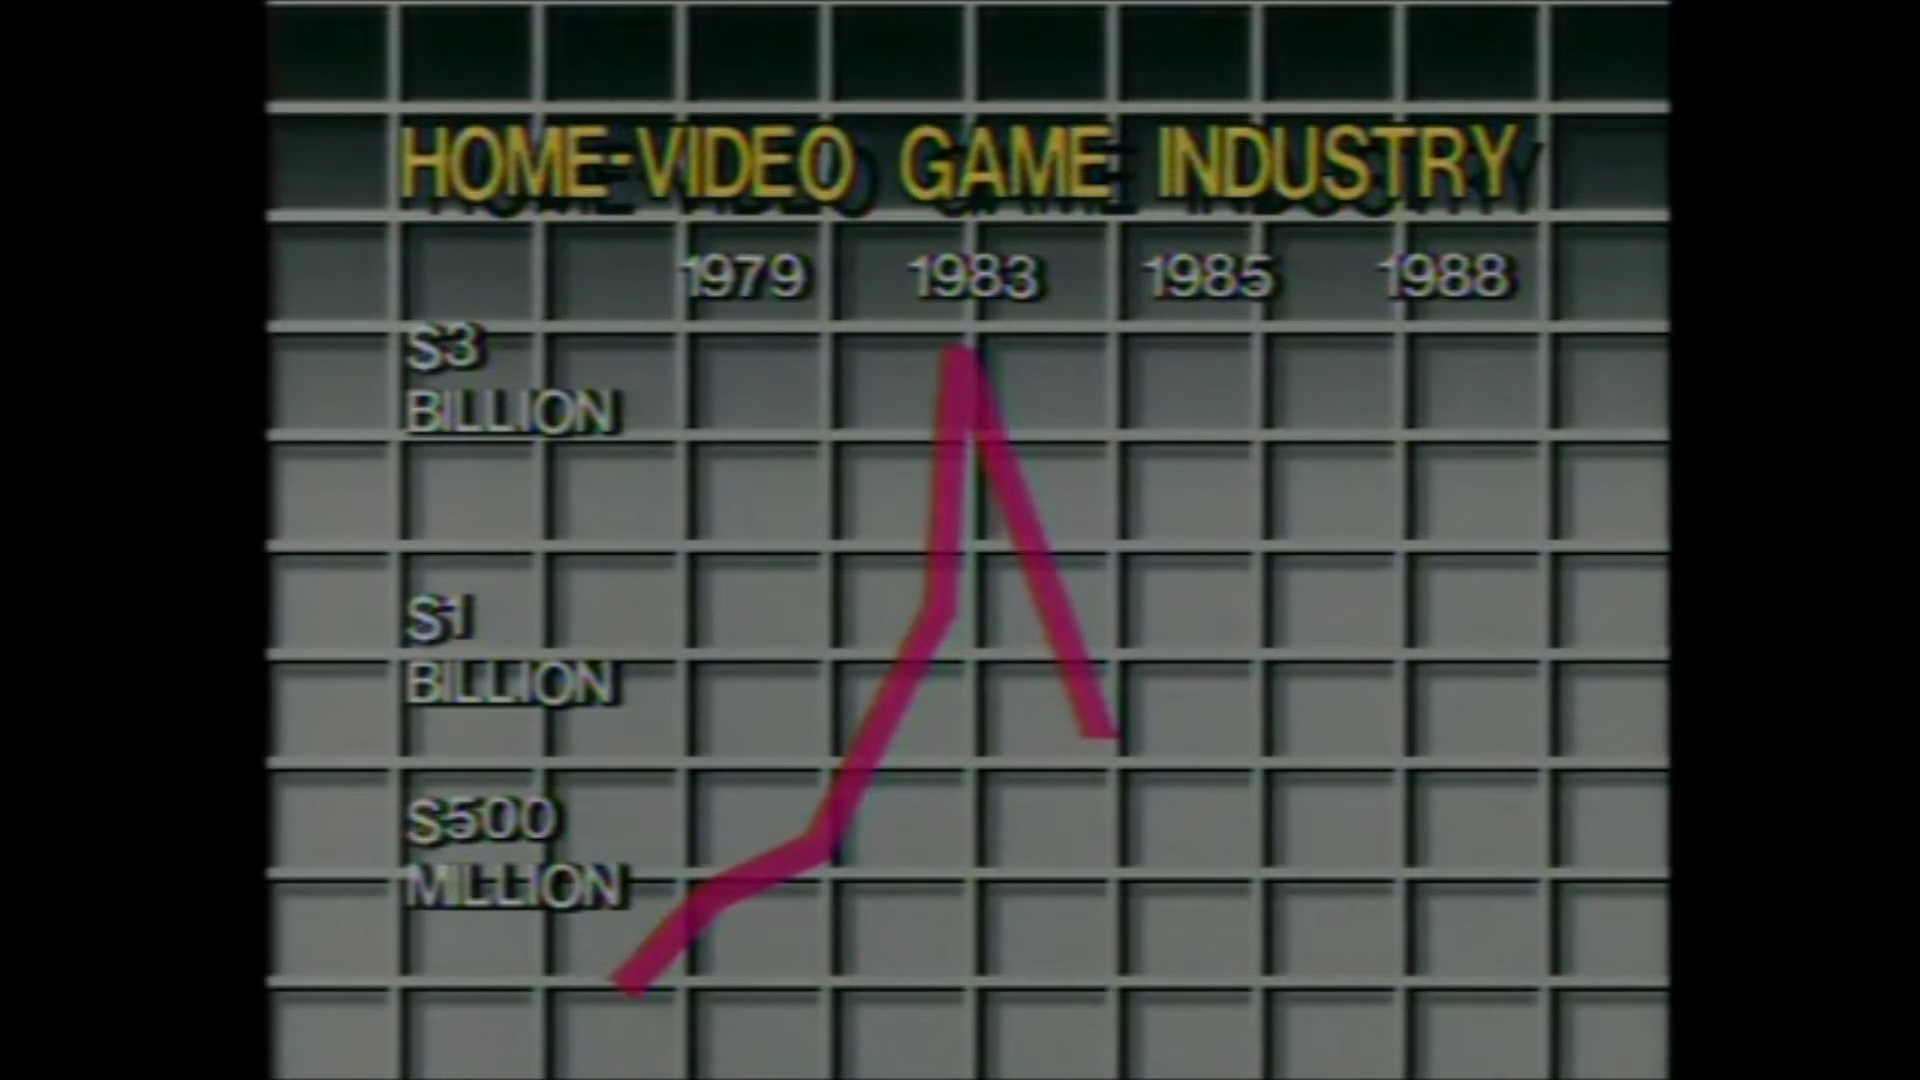 HOME-VIDEO GAME INDUSTRY
1979 1983 1985 1988
$3
BILLION
$1
BILLION
$500
MILLION